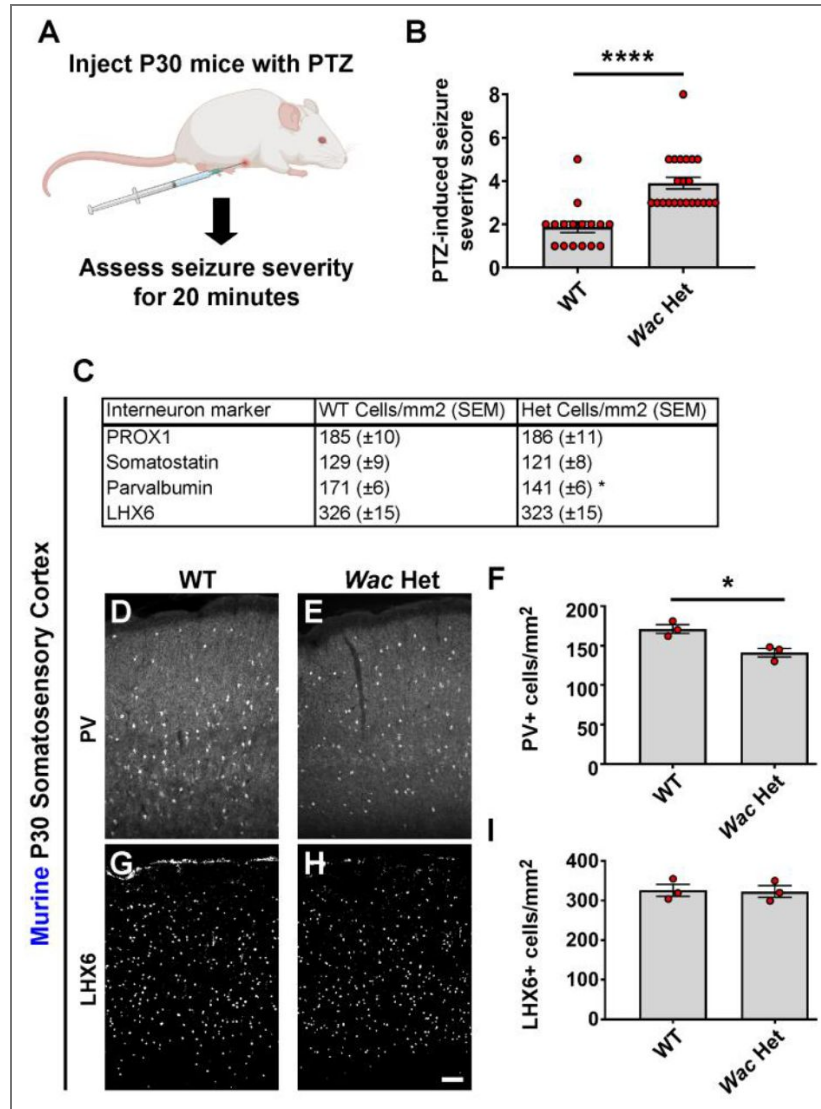 A
Inject P30 mice with PTZ
Assess seizure severity
for 20 minutes
B
****
PTZ-induced seizure
severity score
8
6
4
2
0
WT
Wac Het
C
Interneuron marker WT Cells/mm2 (SEM) Het Cells/mm2 (SEM)
PROX1 185 (±10) 186 (±11)
Somatostatin 129 (±9) 121 (±8)
Parvalbumin 171 (±6) 141 (±6) *
LHX6 326 (±15) 323 (±15)
Murine P30 Somatosensory Cortex
WT Wac Het
PV
D E
F
*
PV+ cells/mm²
200
150
100
50
0
WT
Wac Het
LHX6
G H
I
LHX6+ cells/mm²
400
300
200
100
0
WT
Wac Het